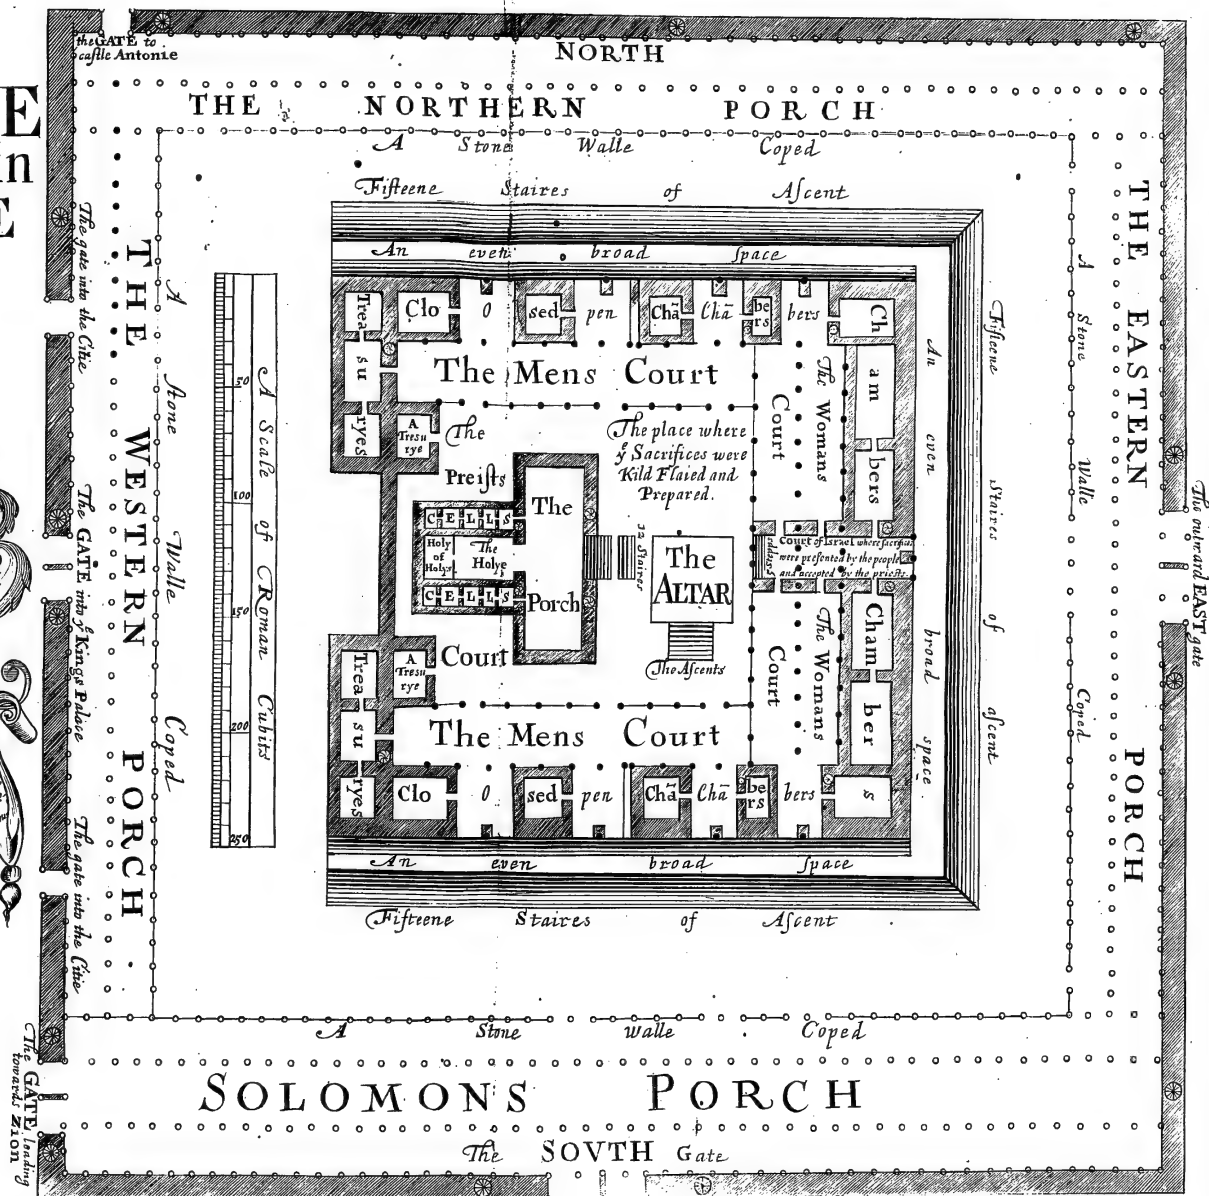 E
in
E
the GATE to
caſtle Antonie
NORTH
THE NORTHERN PORCH
A Stone Walle Coped
Fifteene Staires of Aſcent
An even broad ſpace
The gate into the Citie
The GATE into yᵉ Kings Palace
The gate into the Citie
The GATE leading
towards ZION
THE WESTERN PORCH
A ſtone Walle Coped
50
100
150
200
250
A Scale of CRoman Cubits
Trea
su
ryes
Clo
O
sed
pen
Chā
Chā
be
rs
bers
Ch
am
bers
The Mens Court
A
Tresu
rye
The
Preiſts
Court
The place where
yᵉ Sacrifices were
Kild Flaied and
Prepared.
Court
The Womans
CELLS
Holy
of
Holys
The
Holye
CELLS
The
Porch
12 Staires
The
ALTAR
The Aſcents
Court of Israel where sacrifices
were preſented by the people
and accepted by the prieſts
Court
The Womans
Cham
ber
s
A
Tresu
rye
Trea
su
ryes
The Mens Court
Clo
O
sed
pen
Chā
Chā
be
rs
bers
An even broad ſpace
Fifteene Staires of Aſcent
An even broad ſpace
Fifteene Staires of aſcent
A Stone Walle Coped
THE EASTERN PORCH
The outward EAST gate
A Stone walle Coped
SOLOMONS PORCH
The SOVTH Gate